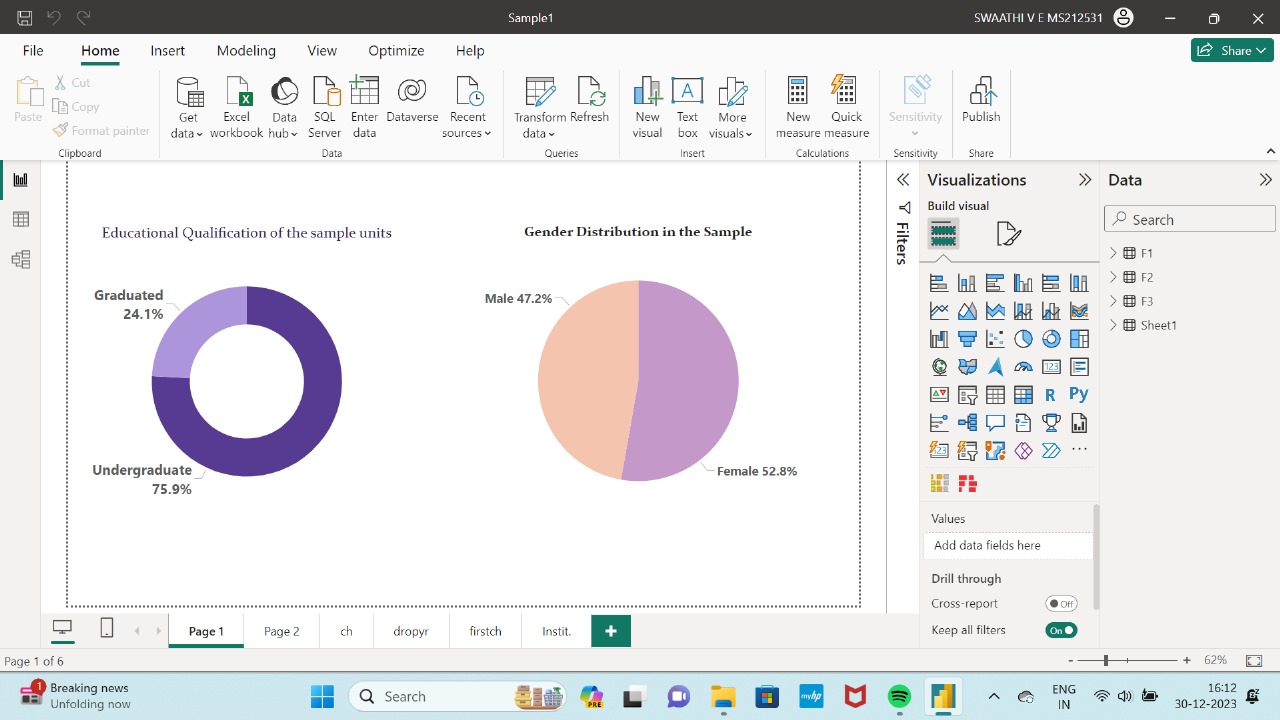 Sample1
SWAATHI V E MS212531
File
Home
Insert
Modeling
View
Optimize
Help
Share
Paste
Cut
Copy
Format painter
Clipboard
Get data
Excel workbook
Data hub
SQL Server
Enter data
Dataverse
Recent sources
Data
Transform data
Refresh
Queries
New visual
Text box
More visuals
Insert
New measure
Quick measure
Calculations
Sensitivity
Sensitivity
Publish
Share
Educational Qualification of the sample units
Graduated
24.1%
Undergraduate
75.9%
Gender Distribution in the Sample
Male 47.2%
Female 52.8%
Filters
Visualizations
Build visual
123
R
Py
123
Values
Add data fields here
Drill through
Cross-report
Off
Keep all filters
On
Data
Search
F1
F2
F3
Sheet1
Page 1
Page 2
ch
dropyr
firstch
Instit.
Page 1 of 6
62%
1
Breaking news
Unfolding now
Search
PRE
myhp
ENG
IN
16:12
30-12-2023